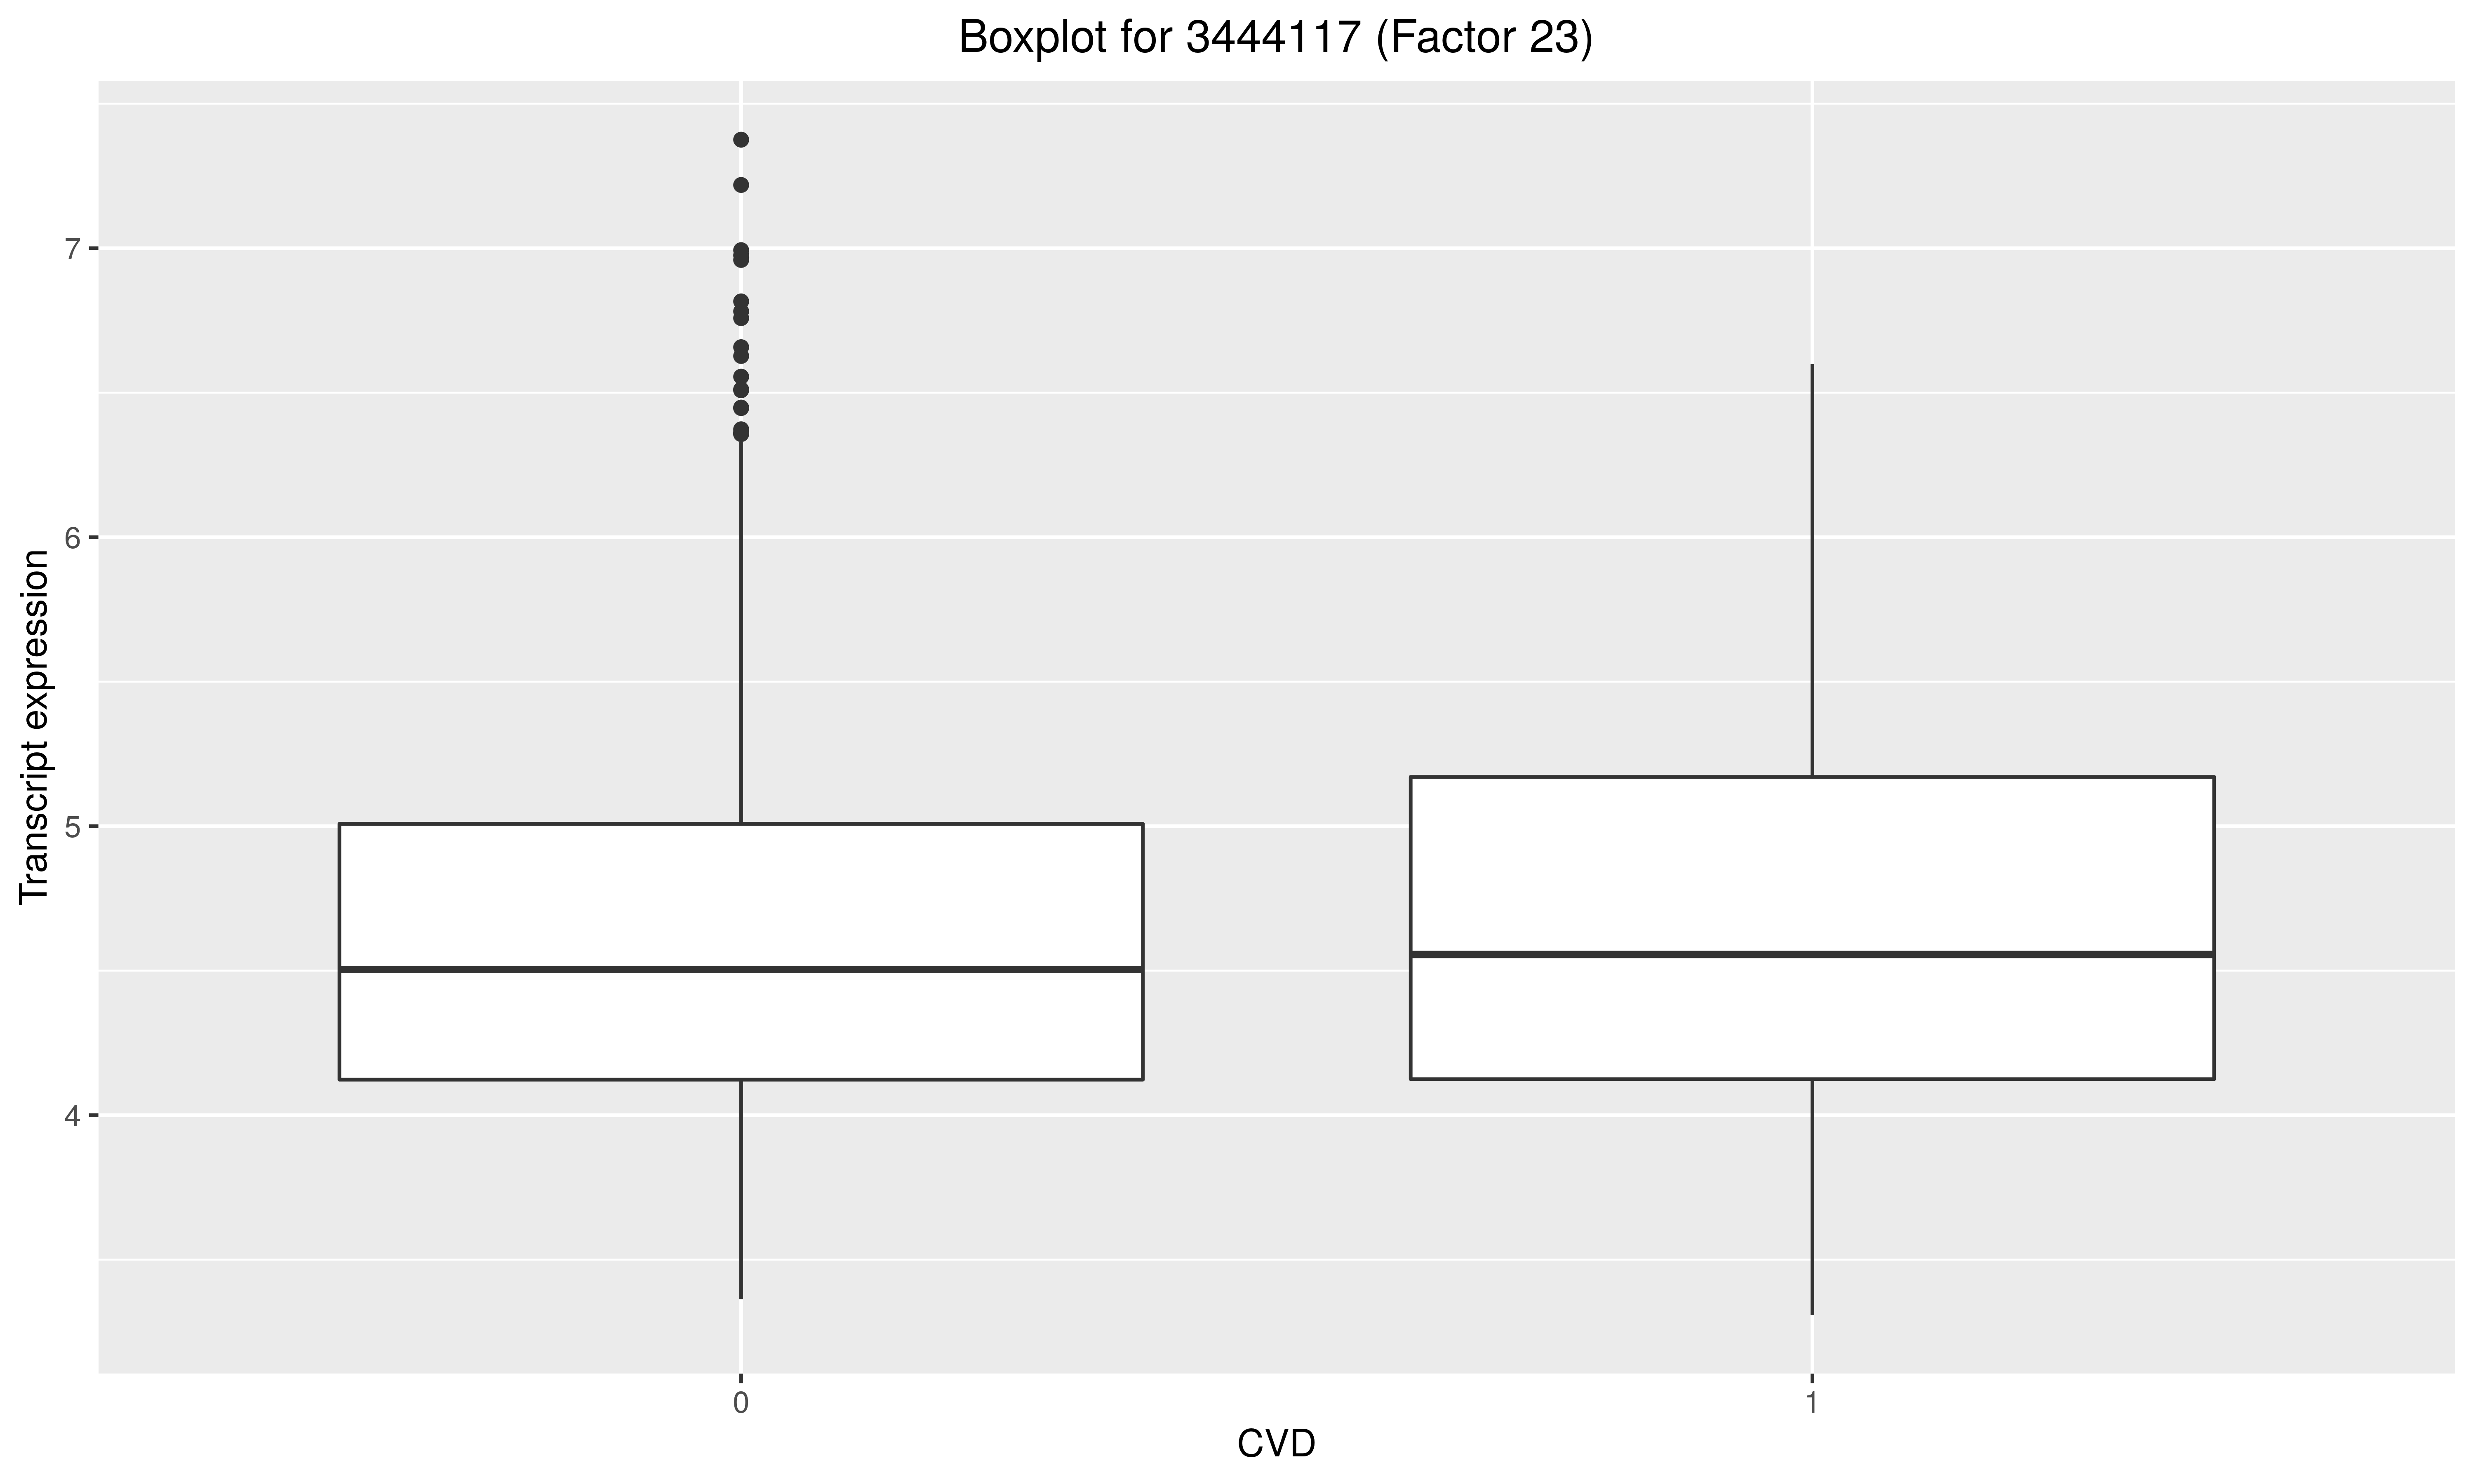 Boxplot for 3444117 (Factor 23)
Transcript expression
7
6
5
4
0
1
CVD